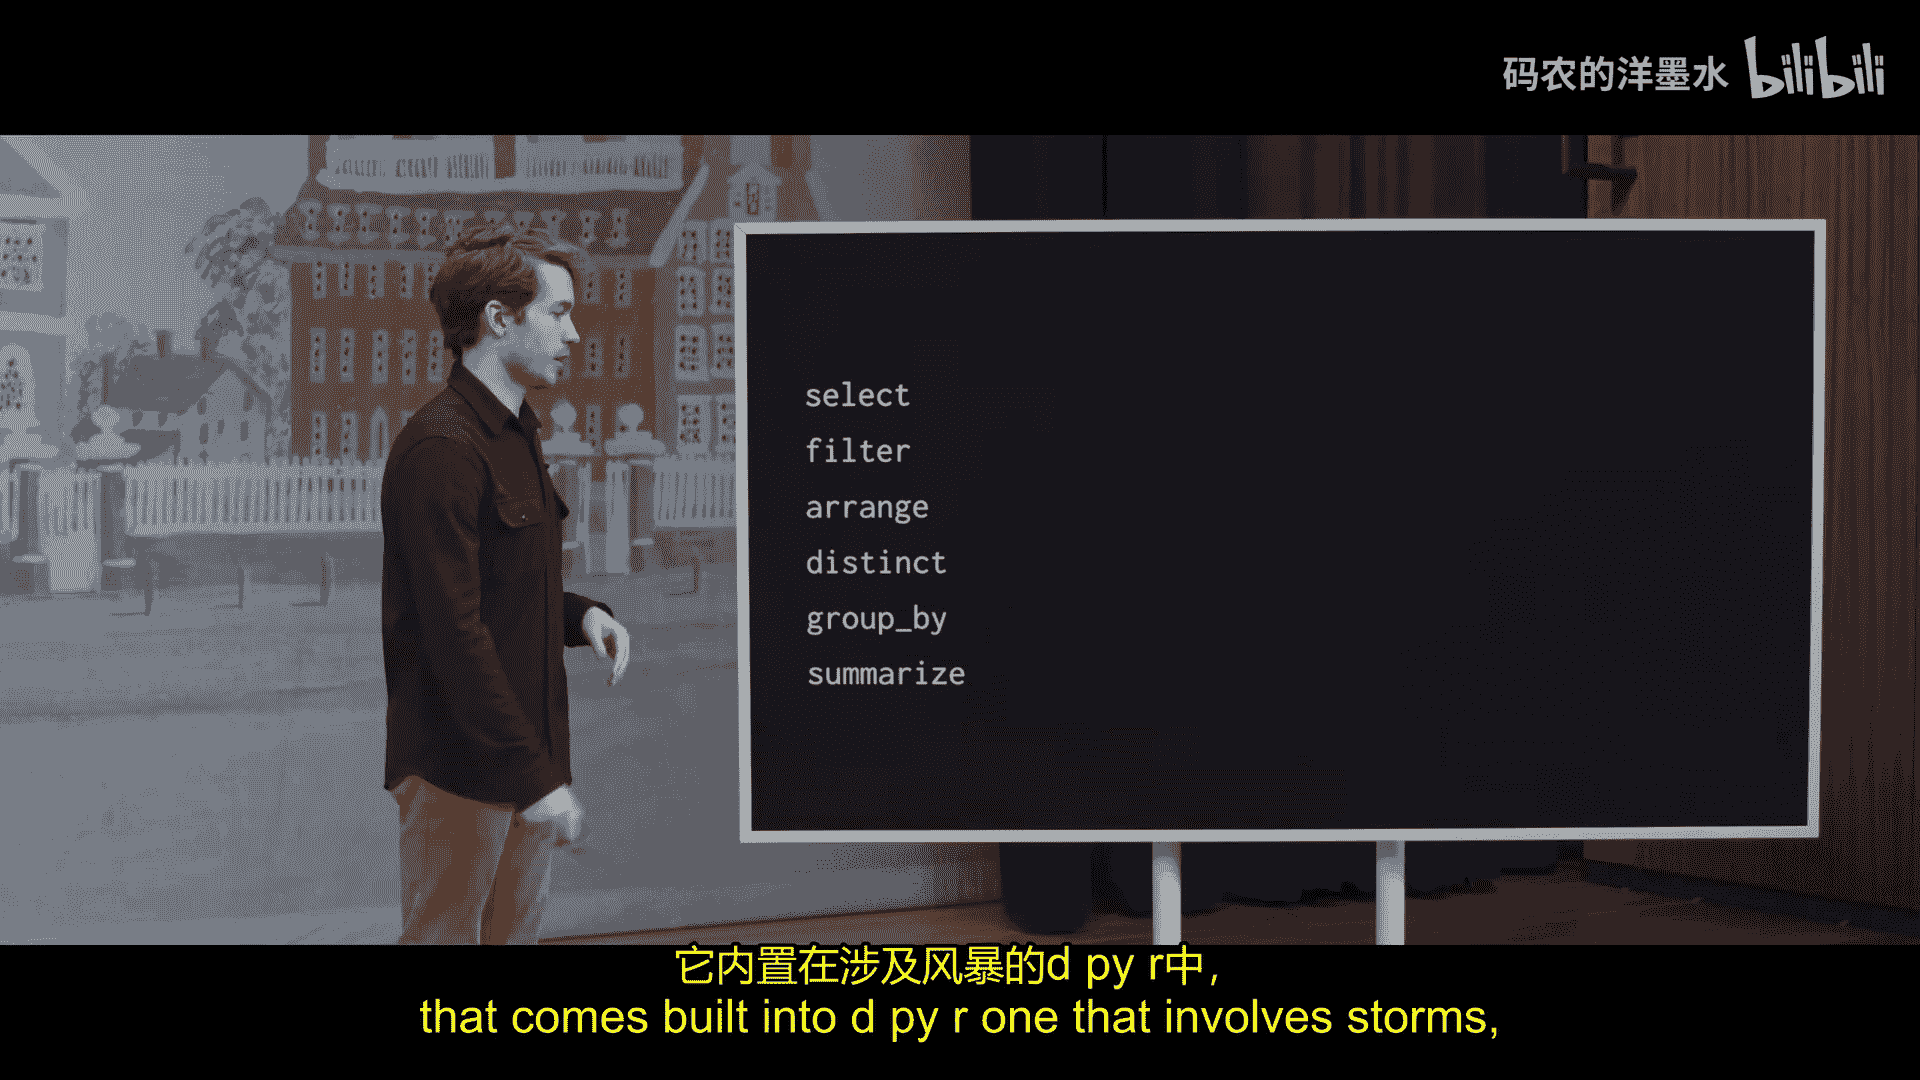 码农的洋墨水 bilibili
select
filter
arrange
distinct
group_by
summarize
它内置在涉及风暴的d py r中，
that comes built into d py r one that involves storms,